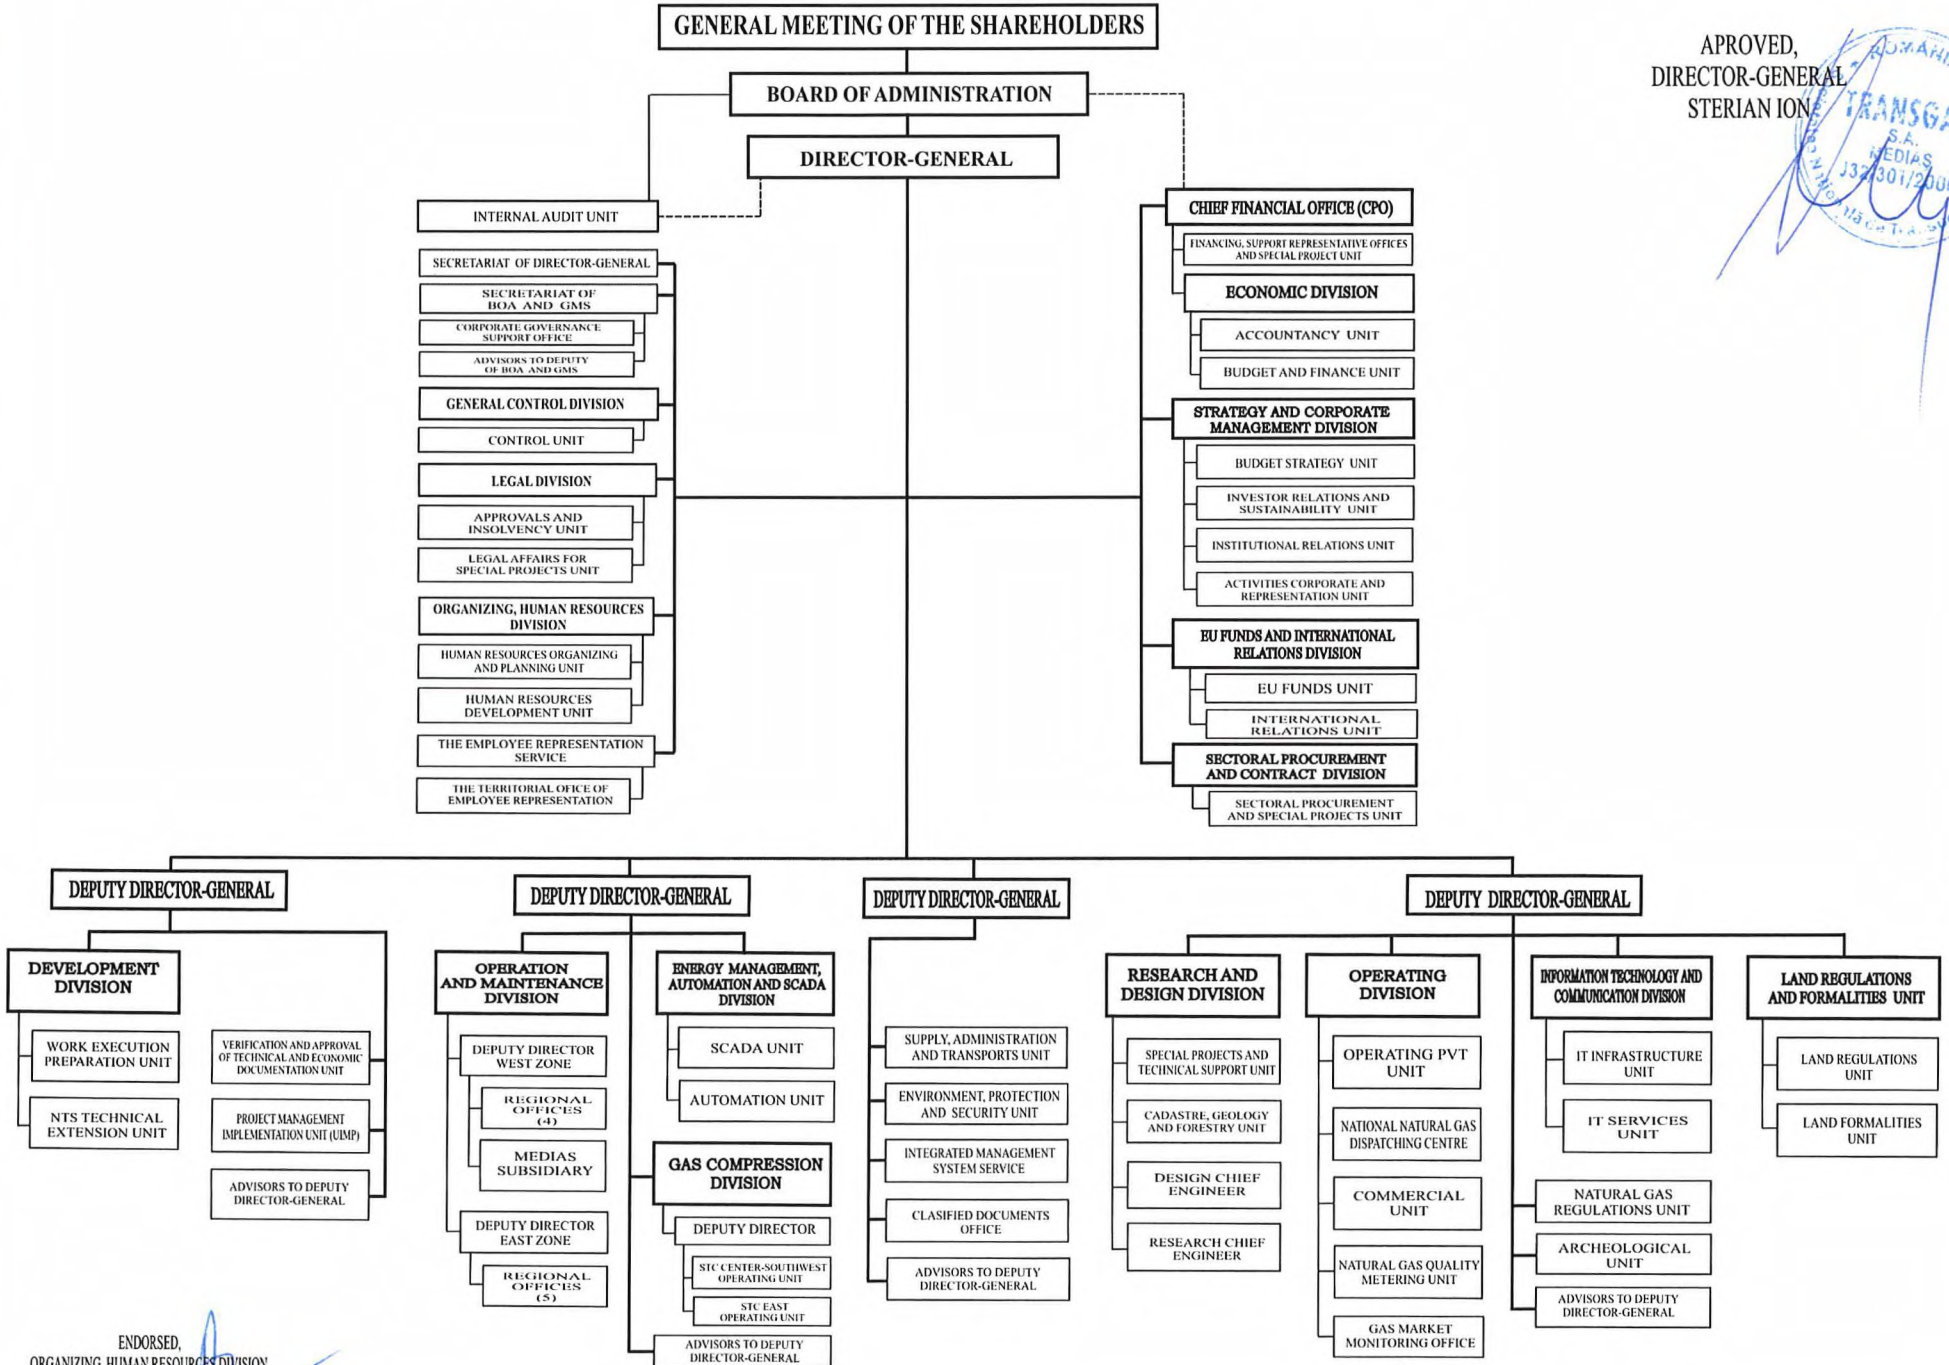 GENERAL MEETING OF THE SHAREHOLDERS
APROVED,
DIRECTOR-GENERAL
STERIAN ION
TRANSGA
S.A.
MEDIAS
BOARD OF ADMINISTRATION
DIRECTOR-GENERAL
INTERNAL AUDIT UNIT
SECRETARIAT OF DIRECTOR-GENERAL
SECRETARIAT OF
BOA AND GMS
CORPORATE GOVERNANCE
SUPPORT OFFICE
ADVISORS TO DEPUTY
OF BOA AND GMS
GENERAL CONTROL DIVISION
CONTROL UNIT
LEGAL DIVISION
APPROVALS AND
INSOLVENCY UNIT
LEGAL AFFAIRS FOR
SPECIAL PROJECTS UNIT
ORGANIZING, HUMAN RESOURCES
DIVISION
HUMAN RESOURCES ORGANIZING
AND PLANNING UNIT
HUMAN RESOURCES
DEVELOPMENT UNIT
THE EMPLOYEE REPRESENTATION
SERVICE
THE TERRITORIAL OFICE OF
EMPLOYEE REPRESENTATION
CHIEF FINANCIAL OFFICE (CPO)
FINANCING, SUPPORT REPRESENTATIVE OFFICES
AND SPECIAL PROJECT UNIT
ECONOMIC DIVISION
ACCOUNTANCY UNIT
BUDGET AND FINANCE UNIT
STRATEGY AND CORPORATE
MANAGEMENT DIVISION
BUDGET STRATEGY UNIT
INVESTOR RELATIONS AND
SUSTAINABILITY UNIT
INSTITUTIONAL RELATIONS UNIT
ACTIVITIES CORPORATE AND
REPRESENTATION UNIT
EU FUNDS AND INTERNATIONAL
RELATIONS DIVISION
EU FUNDS UNIT
INTERNATIONAL
RELATIONS UNIT
SECTORAL PROCUREMENT
AND CONTRACT DIVISION
SECTORAL PROCUREMENT
AND SPECIAL PROJECTS UNIT
DEPUTY DIRECTOR-GENERAL
DEVELOPMENT
DIVISION
WORK EXECUTION
PREPARATION UNIT
NTS TECHNICAL
EXTENSION UNIT
VERIFICATION AND APPROVAL
OF TECHNICAL AND ECONOMIC
DOCUMENTATION UNIT
PROJECT MANAGEMENT
IMPLEMENTATION UNIT (UIMP)
ADVISORS TO DEPUTY
DIRECTOR-GENERAL
DEPUTY DIRECTOR-GENERAL
OPERATION
AND MAINTENANCE
DIVISION
DEPUTY DIRECTOR
WEST ZONE
REGIONAL
OFFICES
(4)
MEDIAS
SUBSIDIARY
DEPUTY DIRECTOR
EAST ZONE
REGIONAL
OFFICES
(5)
ENERGY MANAGEMENT,
AUTOMATION AND SCADA
DIVISION
SCADA UNIT
AUTOMATION UNIT
GAS COMPRESSION
DIVISION
DEPUTY DIRECTOR
STC CENTER-SOUTHWEST
OPERATING UNIT
STC EAST
OPERATING UNIT
ADVISORS TO DEPUTY
DIRECTOR-GENERAL
DEPUTY DIRECTOR-GENERAL
SUPPLY, ADMINISTRATION
AND TRANSPORTS UNIT
ENVIRONMENT, PROTECTION
AND SECURITY UNIT
INTEGRATED MANAGEMENT
SYSTEM SERVICE
CLASIFIED DOCUMENTS
OFFICE
ADVISORS TO DEPUTY
DIRECTOR-GENERAL
DEPUTY DIRECTOR-GENERAL
RESEARCH AND
DESIGN DIVISION
SPECIAL PROJECTS AND
TECHNICAL SUPPORT UNIT
CADASTRE, GEOLOGY
AND FORESTRY UNIT
DESIGN CHIEF
ENGINEER
RESEARCH CHIEF
ENGINEER
OPERATING
DIVISION
OPERATING PVT
UNIT
NATIONAL NATURAL GAS
DISPATCHING CENTRE
COMMERCIAL
UNIT
NATURAL GAS QUALITY
METERING UNIT
GAS MARKET
MONITORING OFFICE
INFORMATION TECHNOLOGY AND
COMMUNICATION DIVISION
IT INFRASTRUCTURE
UNIT
IT SERVICES
UNIT
NATURAL GAS
REGULATIONS UNIT
ARCHEOLOGICAL
UNIT
ADVISORS TO DEPUTY
DIRECTOR-GENERAL
LAND REGULATIONS
AND FORMALITIES UNIT
LAND REGULATIONS
UNIT
LAND FORMALITIES
UNIT
ENDORSED,
ORGANIZING, HUMAN RESOURCES DIVISION